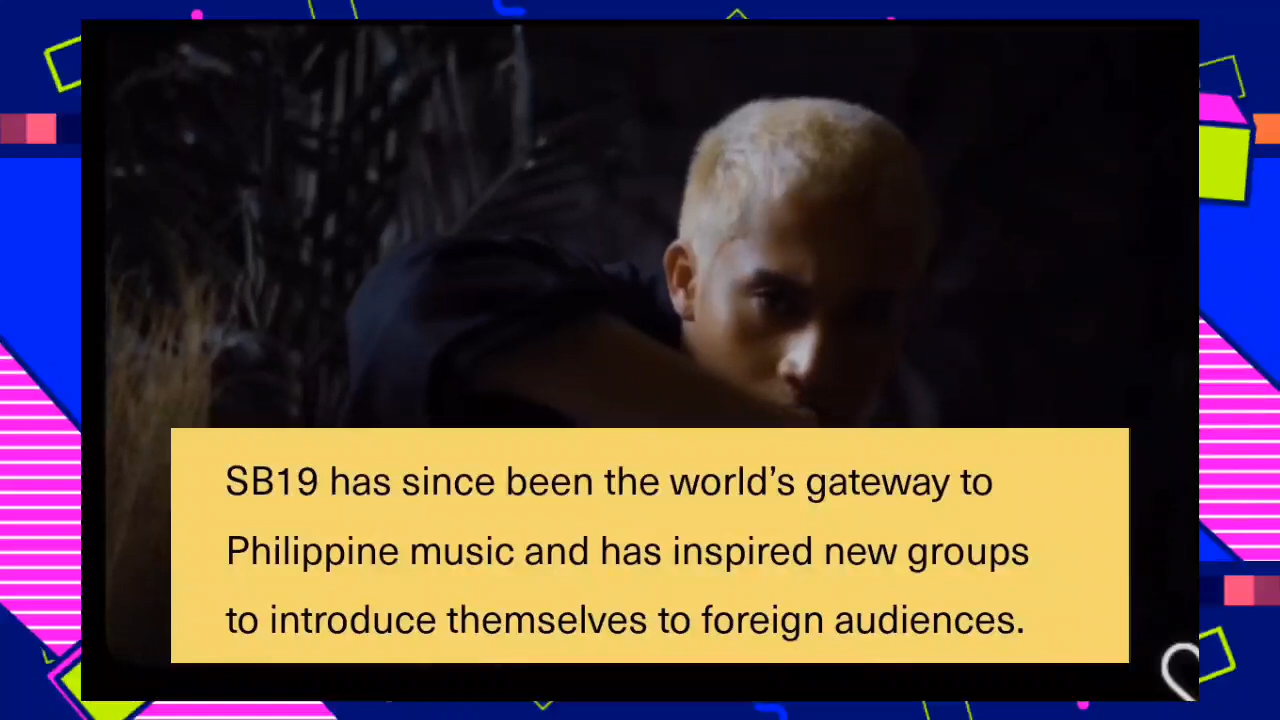 SB19 has since been the world’s gateway to
Philippine music and has inspired new groups
to introduce themselves to foreign audiences.